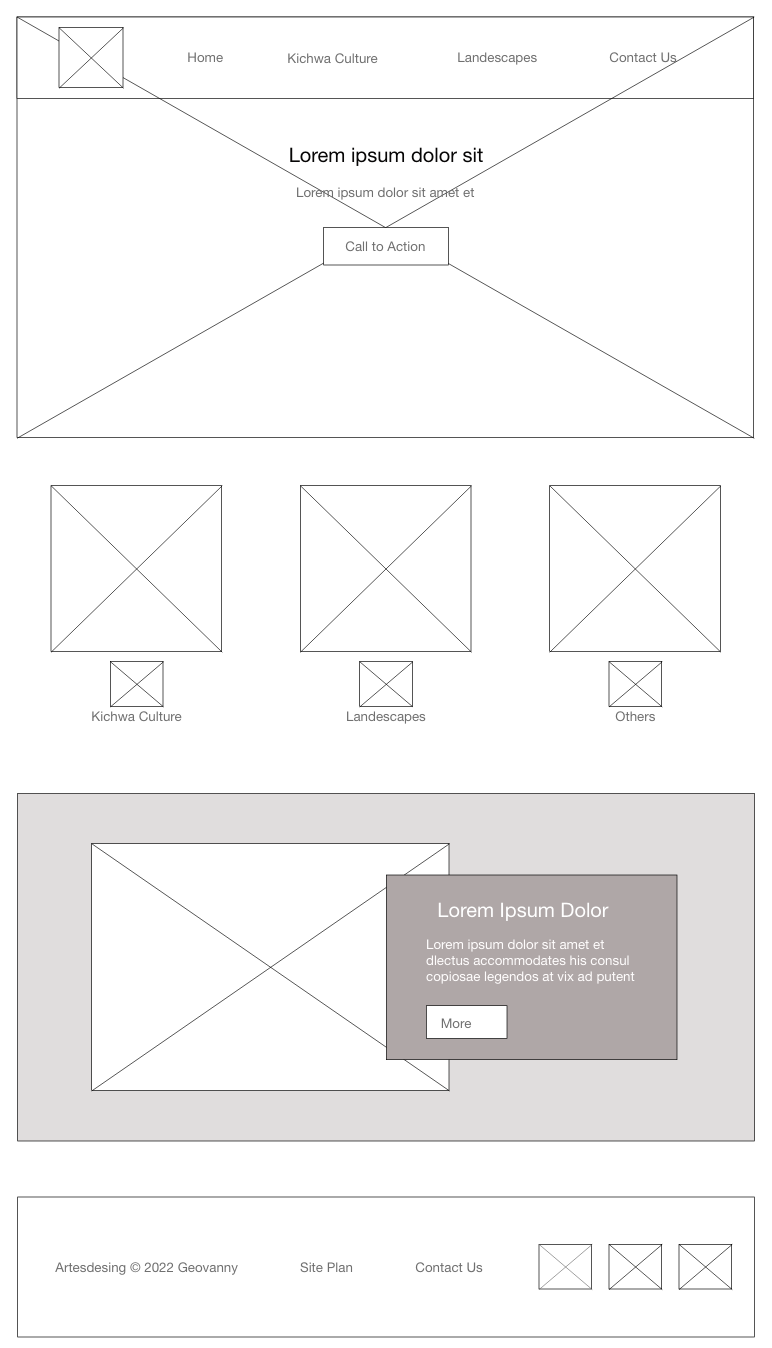 Home Kichwa Culture Landscapes Contact Us
Lorem ipsum dolor sit
Lorem ipsum dolor sit amet et
Call to Action
Kichwa Culture Landescapes Others
Lorem Ipsum Dolor
Lorem ipsum dolor sit amet et
dlectus accommodates his consul
copiosae legendos at vix ad putent
More
Artesdesing © 2022 Geovanny Site Plan Contact Us